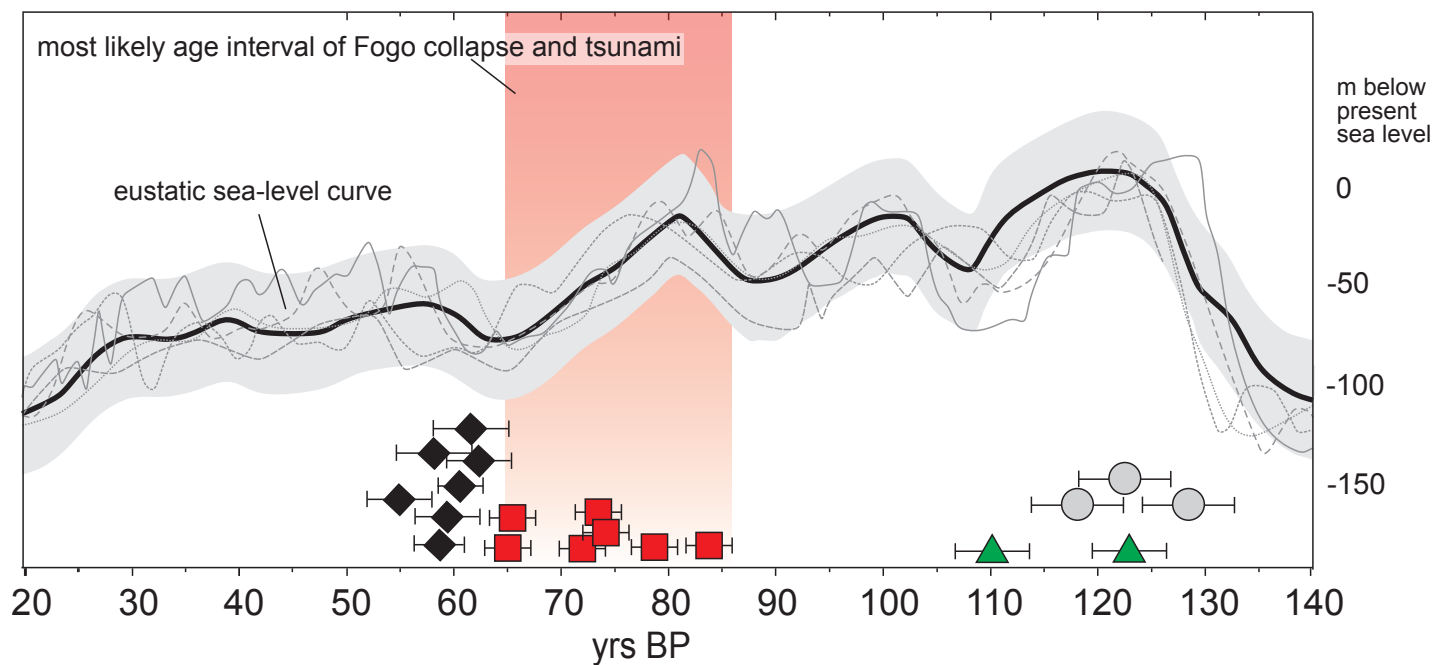 most likely age interval of Fogo collapse and tsunami
m below
present
sea level
eustatic sea-level curve
0
-50
-100
-150
20 30 40 50 60 70 80 90 100 110 120 130 140
yrs BP